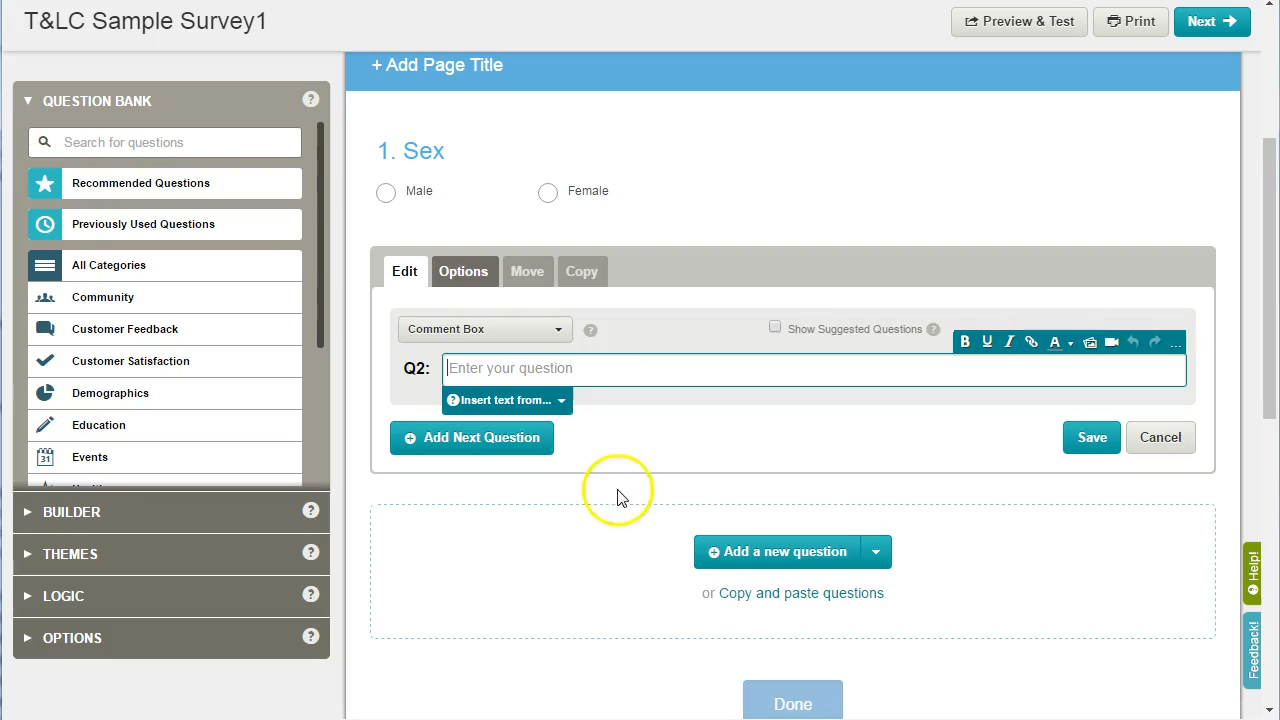 T&LC Sample Survey1
Preview & Test
Print
Next
QUESTION BANK
?
Search for questions
Recommended Questions
Previously Used Questions
All Categories
Community
Customer Feedback
Customer Satisfaction
Demographics
Education
31
Events
BUILDER
?
THEMES
?
LOGIC
?
OPTIONS
?
+ Add Page Title
1. Sex
Male
Female
Edit
Options
Move
Copy
Comment Box
?
Show Suggested Questions
?
B U I A ...
Q2:
Enter your question
? Insert text from...
Add Next Question
Save
Cancel
Add a new question
or Copy and paste questions
Done
Help!
Feedback!